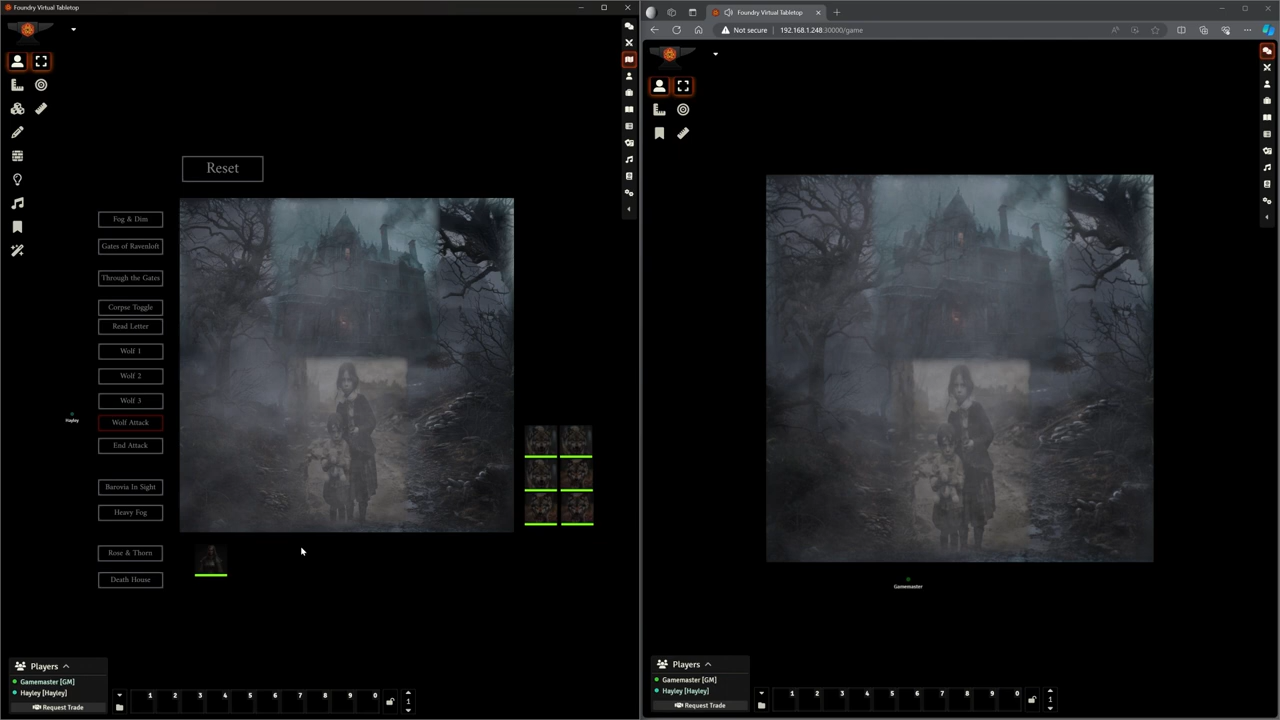 Foundry Virtual Tabletop
Reset
Fog & Dim
Gates of Ravenloft
Through the Gates
Corpse Toggle
Read Letter
Wolf 1
Wolf 2
Wolf 3
Hayley
Wolf Attack
End Attack
Barovia In Sight
Heavy Fog
Rose & Thorn
Death House
Players
Gamemaster [GM]
Hayley [Hayley]
Request Trade
1 2 3 4 5 6 7 8 9 0
1
Foundry Virtual Tabletop
Not secure 192.168.1.248:30000/game
Gamemaster
Players
Gamemaster [GM]
Hayley [Hayley]
Request Trade
1 2 3 4 5 6 7 8 9 0
1